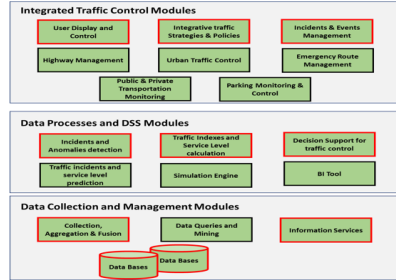 Integrated Traffic Control Modules
User Display and
Control
Integrative traffic
Strategies & Policies
Incidents & Events
Management
Highway Management
Urban Traffic Control
Emergency Route
Management
Public & Private
Transportation
Monitoring
Parking Monitoring &
Control
Data Processes and DSS Modules
Incidents and
Anomalies detection
Traffic Indexes and
Service Level
calculation
Decision Support for
traffic control
Traffic incidents and
service level
prediction
Simulation Engine
BI Tool
Data Collection and Management Modules
Collection,
Aggregation & Fusion
Data Queries and
Mining
Information Services
Data Bases
Data Bases